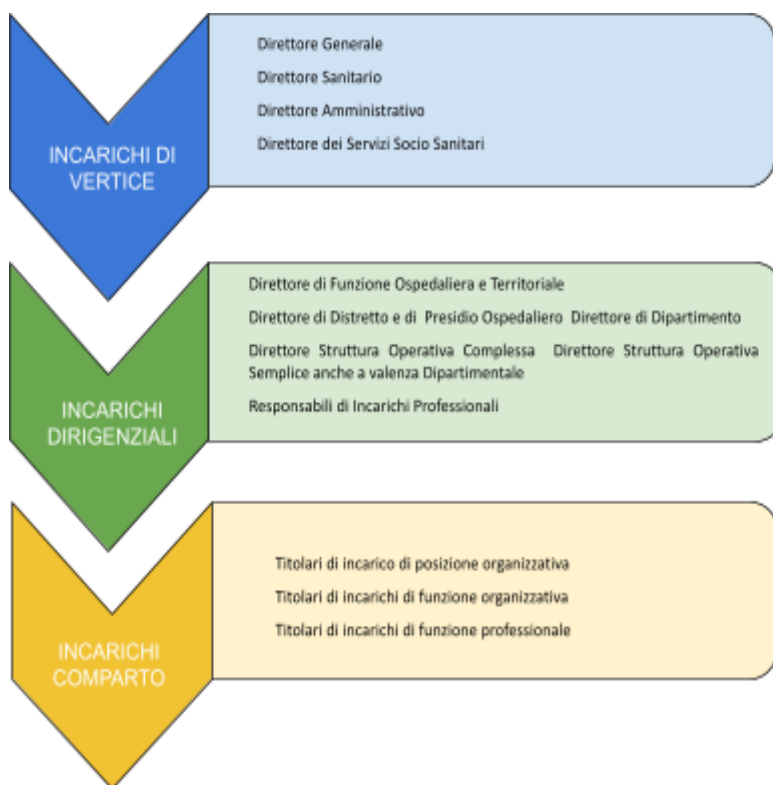 INCARICHI DI
VERTICE
Direttore Generale
Direttore Sanitario
Direttore Amministrativo
Direttore dei Servizi Socio Sanitari
INCARICHI
DIRIGENZIALI
Direttore di Funzione Ospedaliera e Territoriale
Direttore di Distretto e di Presidio Ospedaliero Direttore di Dipartimento
Direttore Struttura Operativa Complessa Direttore Struttura Operativa
Semplice anche a valenza Dipartimentale
Responsabili di Incarichi Professionali
INCARICHI
COMPARTO
Titolari di incarico di posizione organizzativa
Titolari di incarichi di funzione organizzativa
Titolari di incarichi di funzione professionale